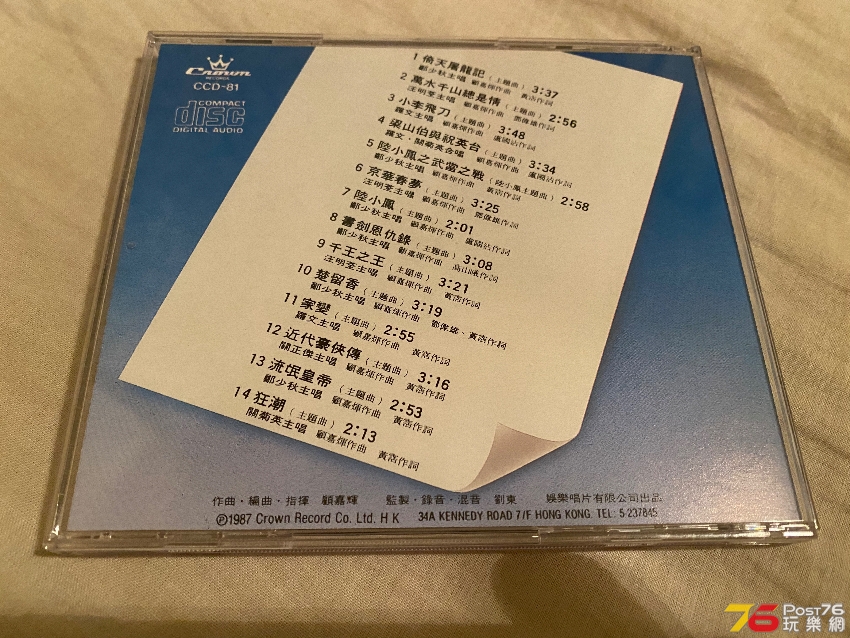 Crown
RECORDS
CCD-81
COMPACT
disc
DIGITAL AUDIO
1 倚天屠龍記(主題曲) 3:37
鄭少秋主唱 顧嘉煇作曲 黃霑作詞
2 萬水千山總是情(主題曲) 2:56
汪明荃主唱 顧嘉煇作曲 鄧偉雄作詞
3 小李飛刀(主題曲) 3:48
羅文主唱 顧嘉煇作曲 盧國沾作詞
4 梁山伯與祝英台(主題曲) 3:34
羅文・關菊英合唱 顧嘉煇作曲 盧國沾作詞
5 陸小鳳之武當之戰(陸小鳳主題曲) 2:58
鄭少秋主唱 顧嘉煇作曲 黃霑作詞
6 京華春夢(主題曲) 3:25
汪明荃主唱 顧嘉煇作曲 鄧偉雄作詞
7 陸小鳳(主題曲) 2:01
鄭少秋主唱 顧嘉煇作曲 盧國沾作詞
8 書劍恩仇錄(主題曲) 3:08
鄭少秋主唱 顧嘉煇作曲
9 千王之王(主題曲) 3:21
汪明荃主唱 顧嘉煇作曲 黃霑作詞
10 楚留香(主題曲) 3:19
鄭少秋主唱 顧嘉煇作曲 鄧偉雄、黃霑作詞
11 家變(主題曲) 2:55
羅文主唱 顧嘉煇作曲 黃霑作詞
12 近代豪俠傳(主題曲) 3:16
關正傑主唱 顧嘉煇作曲 黃霑作詞
13 流氓皇帝(主題曲) 2:53
鄭少秋主唱 顧嘉煇作曲 黃霑作詞
14 狂潮(主題曲) 2:13
關菊英主唱 顧嘉煇作曲 黃霑作詞
作曲・編曲・指揮 顧嘉輝 監製・錄音・混音 劉東 娛樂唱片有限公司出品
Ⓟ1987 Crown Record Co. Ltd. H K 34A KENNEDY ROAD 7/F HONG KONG. TEL: 5-237845
76 POST76
玩樂網